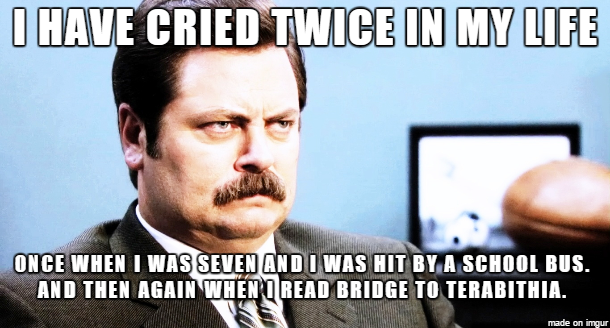 I HAVE CRIED TWICE IN MY LIFE
ONCE WHEN I WAS SEVEN AND I WAS HIT BY A SCHOOL BUS.
AND THEN AGAIN WHEN I READ BRIDGE TO TERABITHIA.
made on imgur